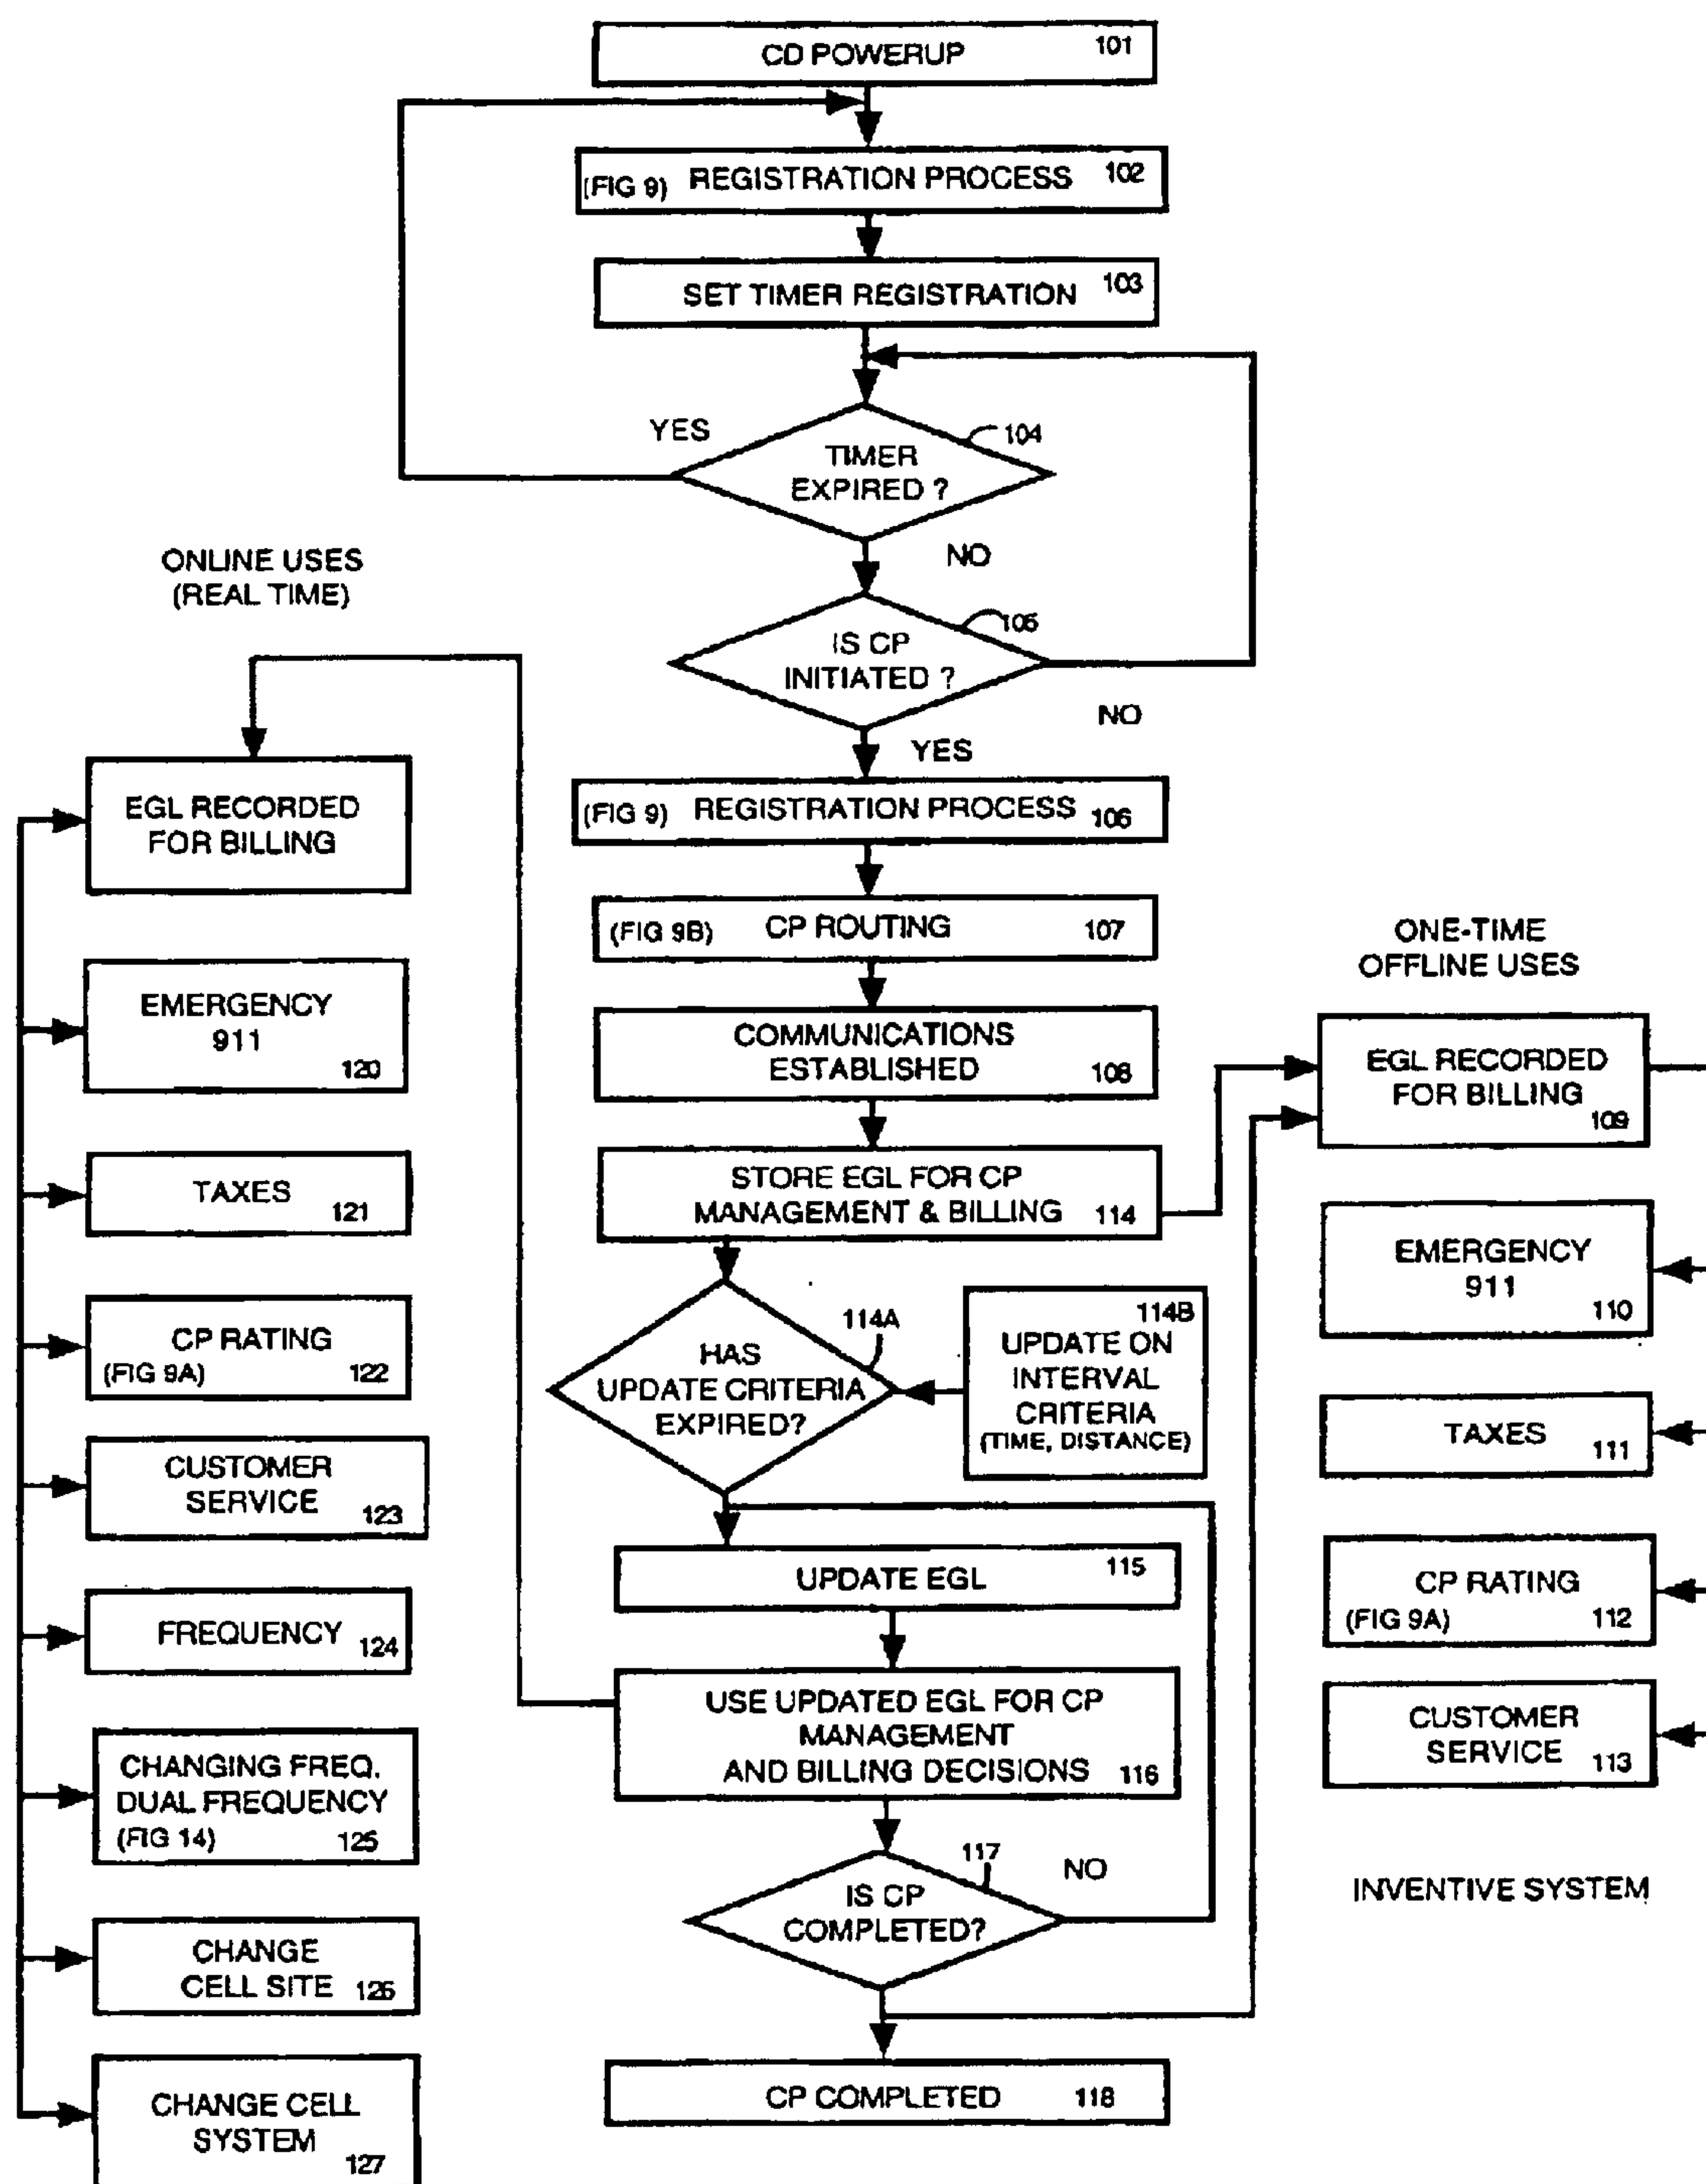 CD POWERUP 101
(FIG 9) REGISTRATION PROCESS 102
SET TIMER REGISTRATION 103
YES
104
TIMER
EXPIRED ?
NO
105
IS CP
INITIATED ?
NO
YES
(FIG 9) REGISTRATION PROCESS 106
(FIG 9B) CP ROUTING 107
COMMUNICATIONS
ESTABLISHED 108
STORE EGL FOR CP
MANAGEMENT & BILLING 114
114A
HAS
UPDATE CRITERIA
EXPIRED?
114B
UPDATE ON
INTERVAL
CRITERIA
(TIME, DISTANCE)
UPDATE EGL 115
USE UPDATED EGL FOR CP
MANAGEMENT
AND BILLING DECISIONS 116
117
NO
IS CP
COMPLETED?
CP COMPLETED 118
ONLINE USES
(REAL TIME)
EGL RECORDED
FOR BILLING
EMERGENCY
911
120
TAXES
121
CP RATING
(FIG 9A) 122
CUSTOMER
SERVICE
123
FREQUENCY 124
CHANGING FREQ.
DUAL FREQUENCY
(FIG 14) 125
CHANGE
CELL SITE 126
CHANGE CELL
SYSTEM
127
ONE-TIME
OFFLINE USES
EGL RECORDED
FOR BILLING
109
EMERGENCY
911
110
TAXES 111
CP RATING
(FIG 9A) 112
CUSTOMER
SERVICE 113
INVENTIVE SYSTEM